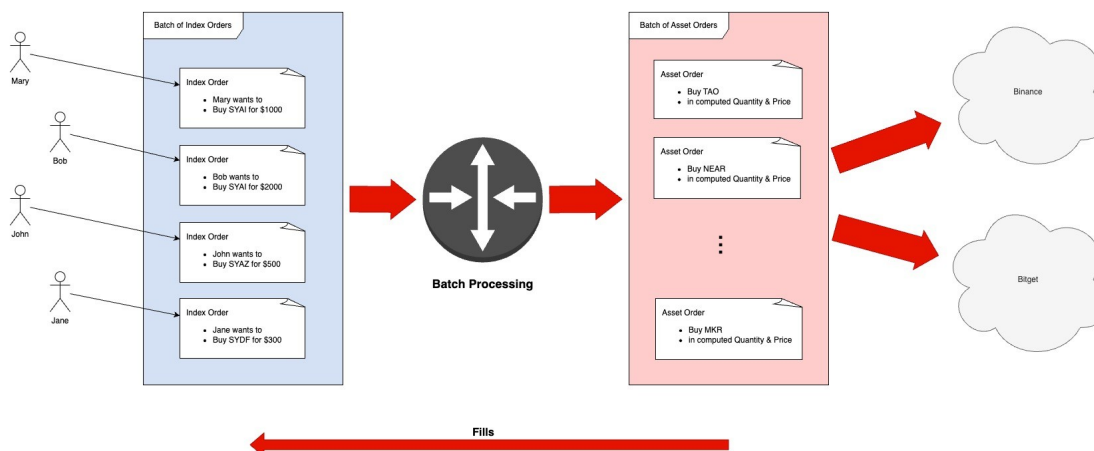 Batch of Index Orders
Mary
Index Order
• Mary wants to
• Buy SYAI for $1000
Bob
Index Order
• Bob wants to
• Buy SYAI for $2000
John
Index Order
• John wants to
• Buy SYAZ for $500
Jane
Index Order
• Jane wants to
• Buy SYDF for $300
Batch Processing
Batch of Asset Orders
Asset Order
• Buy TAO
• in computed Quantity & Price
Asset Order
• Buy NEAR
• in computed Quantity & Price
Asset Order
• Buy MKR
• in computed Quantity & Price
Binance
Bitget
Fills